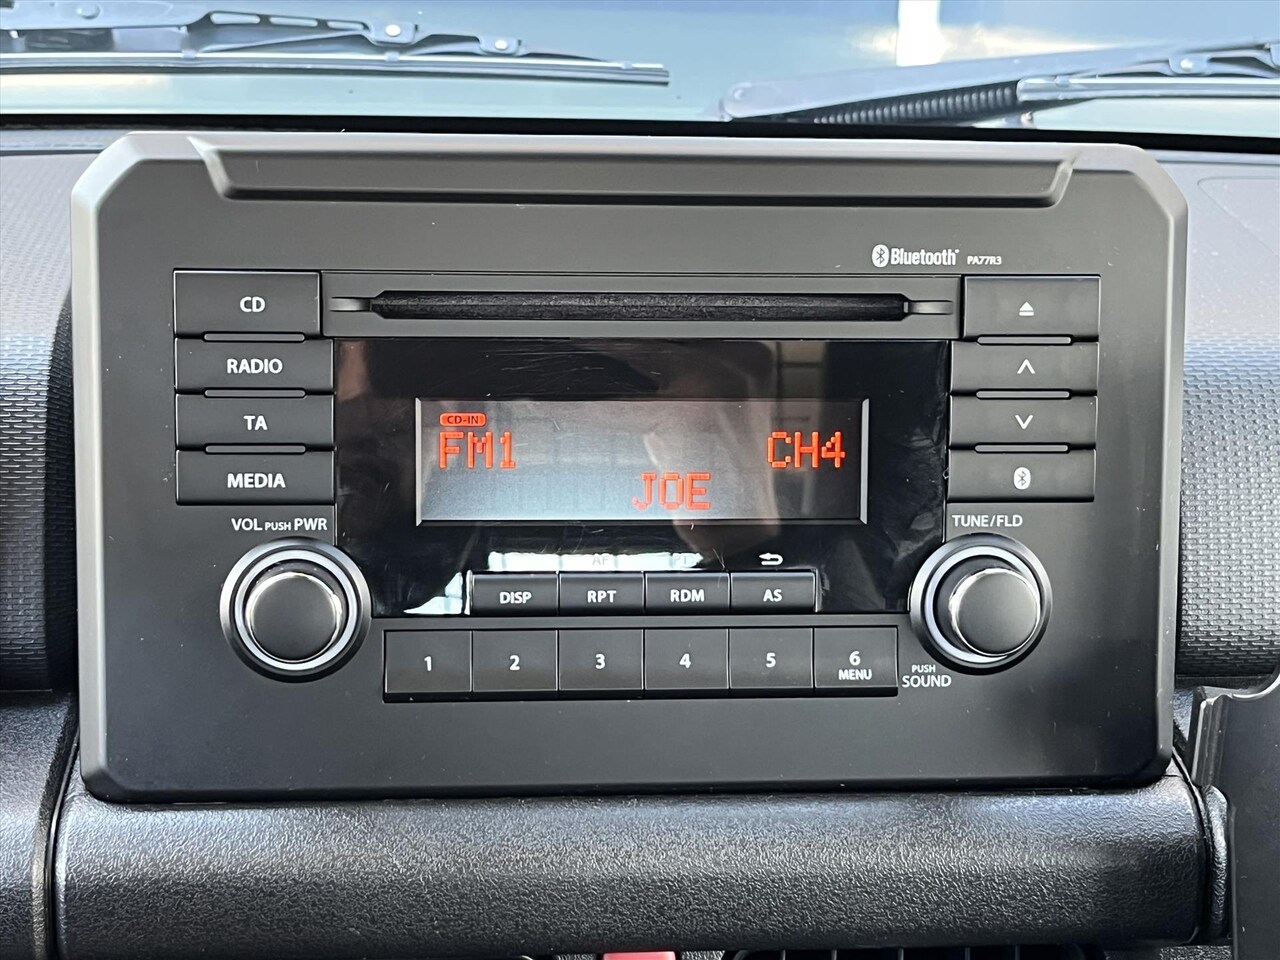 Bluetooth PA77R3
CD
RADIO
TA
MEDIA
VOL PUSH PWR
CD-IN
FM1 CH4
JOE
TUNE/FLD
AF
DISP RPT RDM AS
1 2 3 4 5 6
MENU
PUSH
SOUND